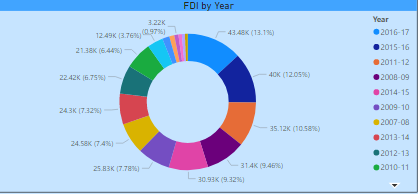 FDI by Year
3.22K
(0.97%)
12.49K (3.76%)
21.38K (6.44%)
22.42K (6.75%)
24.3K (7.32%)
24.58K (7.4%)
25.83K (7.78%)
30.93K (9.32%)
31.4K (9.46%)
35.12K (10.58%)
40K (12.05%)
43.48K (13.1%)
Year
2016-17
2015-16
2011-12
2008-09
2014-15
2009-10
2007-08
2013-14
2012-13
2010-11